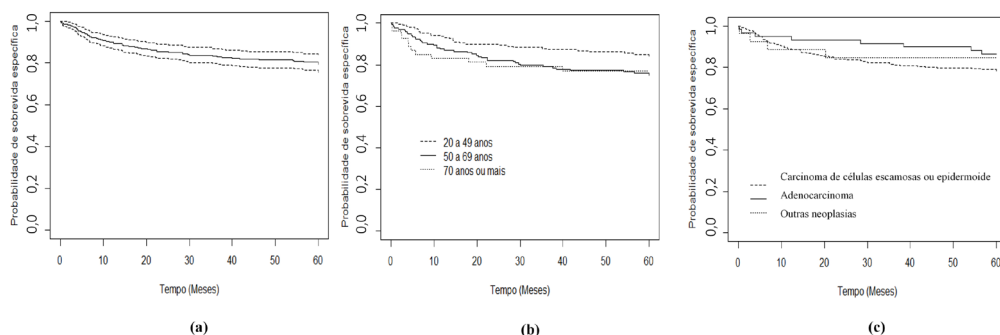 Probabilidade de sobrevida específica
1,0
0,8
0,6
0,4
0,2
0,0
0 10 20 30 40 50 60
Tempo (Meses)
(a)
Probabilidade de sobrevida específica
1,0
0,8
0,6
0,4
0,2
0,0
20 a 49 anos
50 a 69 anos
70 anos ou mais
0 10 20 30 40 50 60
Tempo (Meses)
(b)
Probabilidade de sobrevida específica
1,0
0,8
0,6
0,4
0,2
0,0
Carcinoma de células escamosas ou epidermoide
Adenocarcinoma
Outras neoplasias
0 10 20 30 40 50 60
Tempo (Meses)
(c)